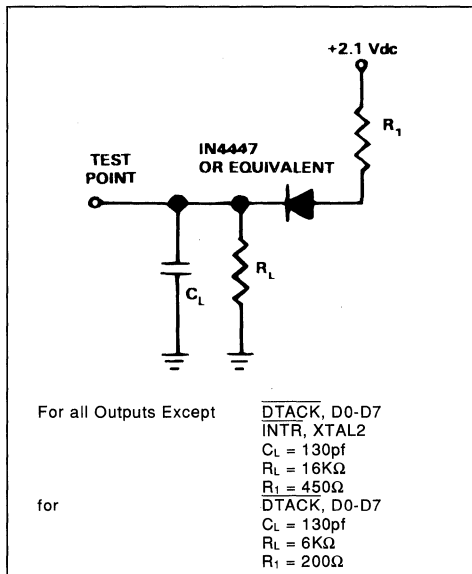 +2.1 Vdc
R1
IN4447
OR EQUIVALENT
TEST
POINT
CL
RL
For all Outputs Except DTACK, D0-D7
INTR, XTAL2
CL = 130pf
RL = 16KΩ
R1 = 450Ω
for DTACK, D0-D7
CL = 130pf
RL = 6KΩ
R1 = 200Ω